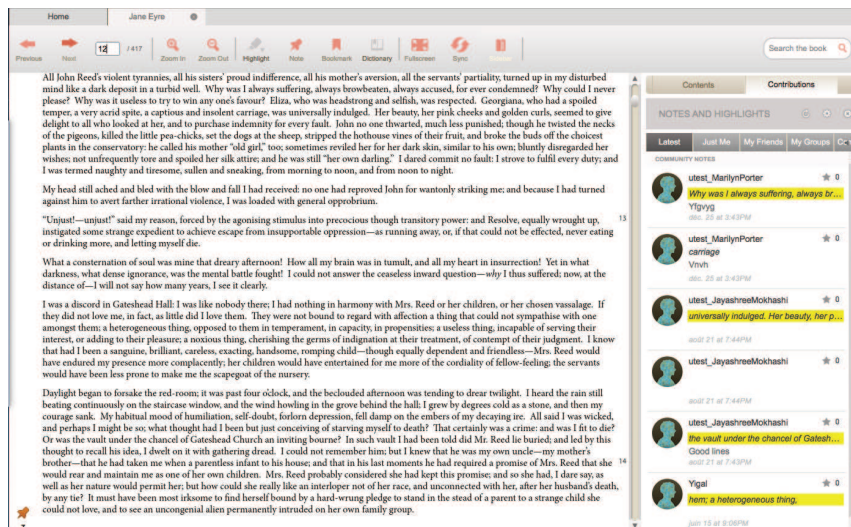 Home
Jane Eyre
Previous
Next
12
/ 417
Zoom In
Zoom Out
Highlight
Note
Bookmark
Dictionary
Fullscreen
Sync
Search the book
All John Reed's violent tyrannies, all his sisters' proud indifference, all his mother's aversion, all the servants' partiality, turned up in my disturbed
mind like a dark deposit in a turbid well. Why was I always suffering, always browbeaten, always accused, for ever condemned? Why could I never
please? Why was it useless to try to win any one's favour? Eliza, who was headstrong and selfish, was respected. Georgiana, who had a spoiled
temper, a very acrid spite, a captious and insolent carriage, was universally indulged. Her beauty, her pink cheeks and golden curls, seemed to give
delight to all who looked at her, and to purchase indemnity for every fault. John no one thwarted, much less punished; though he twisted the necks
of the pigeons, killed the little pea-chicks, set the dogs at the sheep, stripped the hothouse vines of their fruit, and broke the buds off the choicest
plants in the conservatory: he called his mother "old girl," too; sometimes reviled her for her dark skin, similar to his own; bluntly disregarded her
wishes; not unfrequently tore and spoiled her silk attire; and he was still "her own darling." I dared commit no fault: I strove to fulfil every duty; and
I was termed naughty and tiresome, sullen and sneaking, from morning to noon, and from noon to night.
My head still ached and bled with the blow and fall I had received: no one had reproved John for wantonly striking me; and because I had turned
against him to avert farther irrational violence, I was loaded with general opprobrium.
"Unjust!—unjust!" said my reason, forced by the agonising stimulus into precocious though transitory power: and Resolve, equally wrought up,
13
instigated some strange expedient to achieve escape from insupportable oppression—as running away, or, if that could not be effected, never eating
or drinking more, and letting myself die.
What a consternation of soul was mine that dreary afternoon! How all my brain was in tumult, and all my heart in insurrection! Yet in what
darkness, what dense ignorance, was the mental battle fought! I could not answer the ceaseless inward question—why I thus suffered; now, at the
distance of—I will not say how many years, I see it clearly.
I was a discord in Gateshead Hall: I was like nobody there; I had nothing in harmony with Mrs. Reed or her children, or her chosen vassalage. If
they did not love me, in fact, as little did I love them. They were not bound to regard with affection a thing that could not sympathise with one
amongst them; a heterogeneous thing, opposed to them in temperament, in capacity, in propensities; a useless thing, incapable of serving their
interest, or adding to their pleasure; a noxious thing, cherishing the germs of indignation at their treatment, of contempt of their judgment. I know
that had I been a sanguine, brilliant, careless, exacting, handsome, romping child—though equally dependent and friendless—Mrs. Reed would
have endured my presence more complacently; her children would have entertained for me more of the cordiality of fellow-feeling; the servants
would have been less prone to make me the scapegoat of the nursery.
Daylight began to forsake the red-room; it was past four o'clock, and the beclouded afternoon was tending to drear twilight. I heard the rain still
beating continuously on the staircase window, and the wind howling in the grove behind the hall; I grew by degrees cold as a stone, and then my
courage sank. My habitual mood of humiliation, self-doubt, forlorn depression, fell damp on the embers of my decaying ire. All said I was wicked,
and perhaps I might be so; what thought had I been but just conceiving of starving myself to death? That certainly was a crime: and was I fit to die?
Or was the vault under the chancel of Gateshead Church an inviting bourne? In such vault I had been told did Mr. Reed lie buried; and led by this
thought to recall his idea, I dwelt on it with gathering dread. I could not remember him; but I knew that he was my own uncle—my mother's
brother—that he had taken me when a parentless infant to his house; and that in his last moments he had required a promise of Mrs. Reed that she
14
would rear and maintain me as one of her own children. Mrs. Reed probably considered she had kept this promise; and so she had, I dare say, as
well as her nature would permit her; but how could she really like an interloper not of her race, and unconnected with her, after her husband's death,
by any tie? It must have been most irksome to find herself bound by a hard-wrung pledge to stand in the stead of a parent to a strange child she
could not love, and to see an uncongenial alien permanently intruded on her own family group.
Contents
Contributions
NOTES AND HIGHLIGHTS
Latest
Just Me
My Friends
My Groups
COMMUNITY NOTES
utest_MarilynPorter
0
Why was I always suffering, always br...
Yfgvyg
déc. 25 at 3:43PM
utest_MarilynPorter
0
carriage
Vnvh
déc. 25 at 3:43PM
utest_JayashreeMokhashi
0
universally indulged. Her beauty, her p...
août 21 at 7:44PM
utest_JayashreeMokhashi
0
août 21 at 7:44PM
utest_JayashreeMokhashi
0
the vault under the chancel of Gatesh...
Good lines
août 21 at 7:43PM
Yigal
0
hem; a heterogeneous thing,
juin 15 at 8:06PM